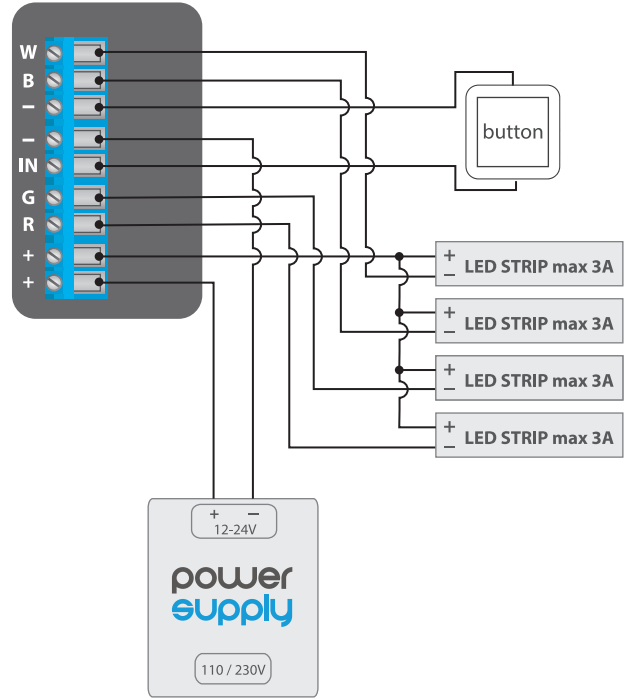 W
B
−
−
IN
G
R
+
+
button
+
− LED STRIP max 3A
+
− LED STRIP max 3A
+
− LED STRIP max 3A
+
− LED STRIP max 3A
+ −
12-24V
power
supply
110 / 230V